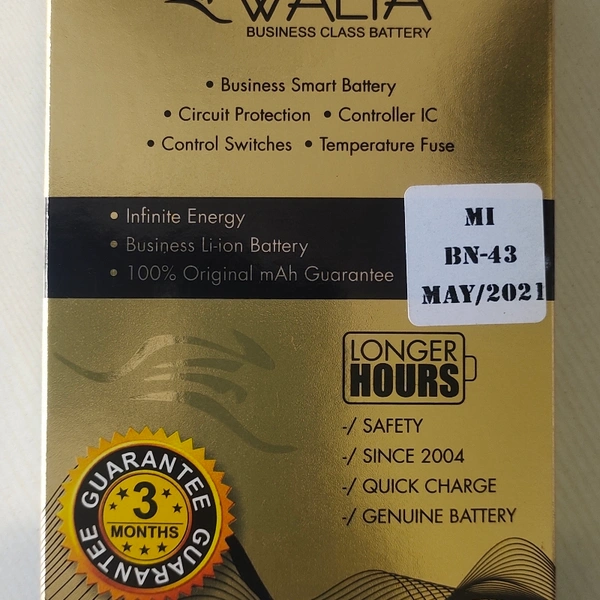 WALIA
BUSINESS CLASS BATTERY
• Business Smart Battery
• Circuit Protection • Controller IC
• Control Switches • Temperature Fuse
• Infinite Energy
• Business Li-ion Battery
• 100% Original mAh Guarantee
MI
BN-43
MAY/2021
LONGER
HOURS
-/ SAFETY
-/ SINCE 2004
-/ QUICK CHARGE
-/ GENUINE BATTERY
GUARANTEE
3
MONTHS
GUARANTEE